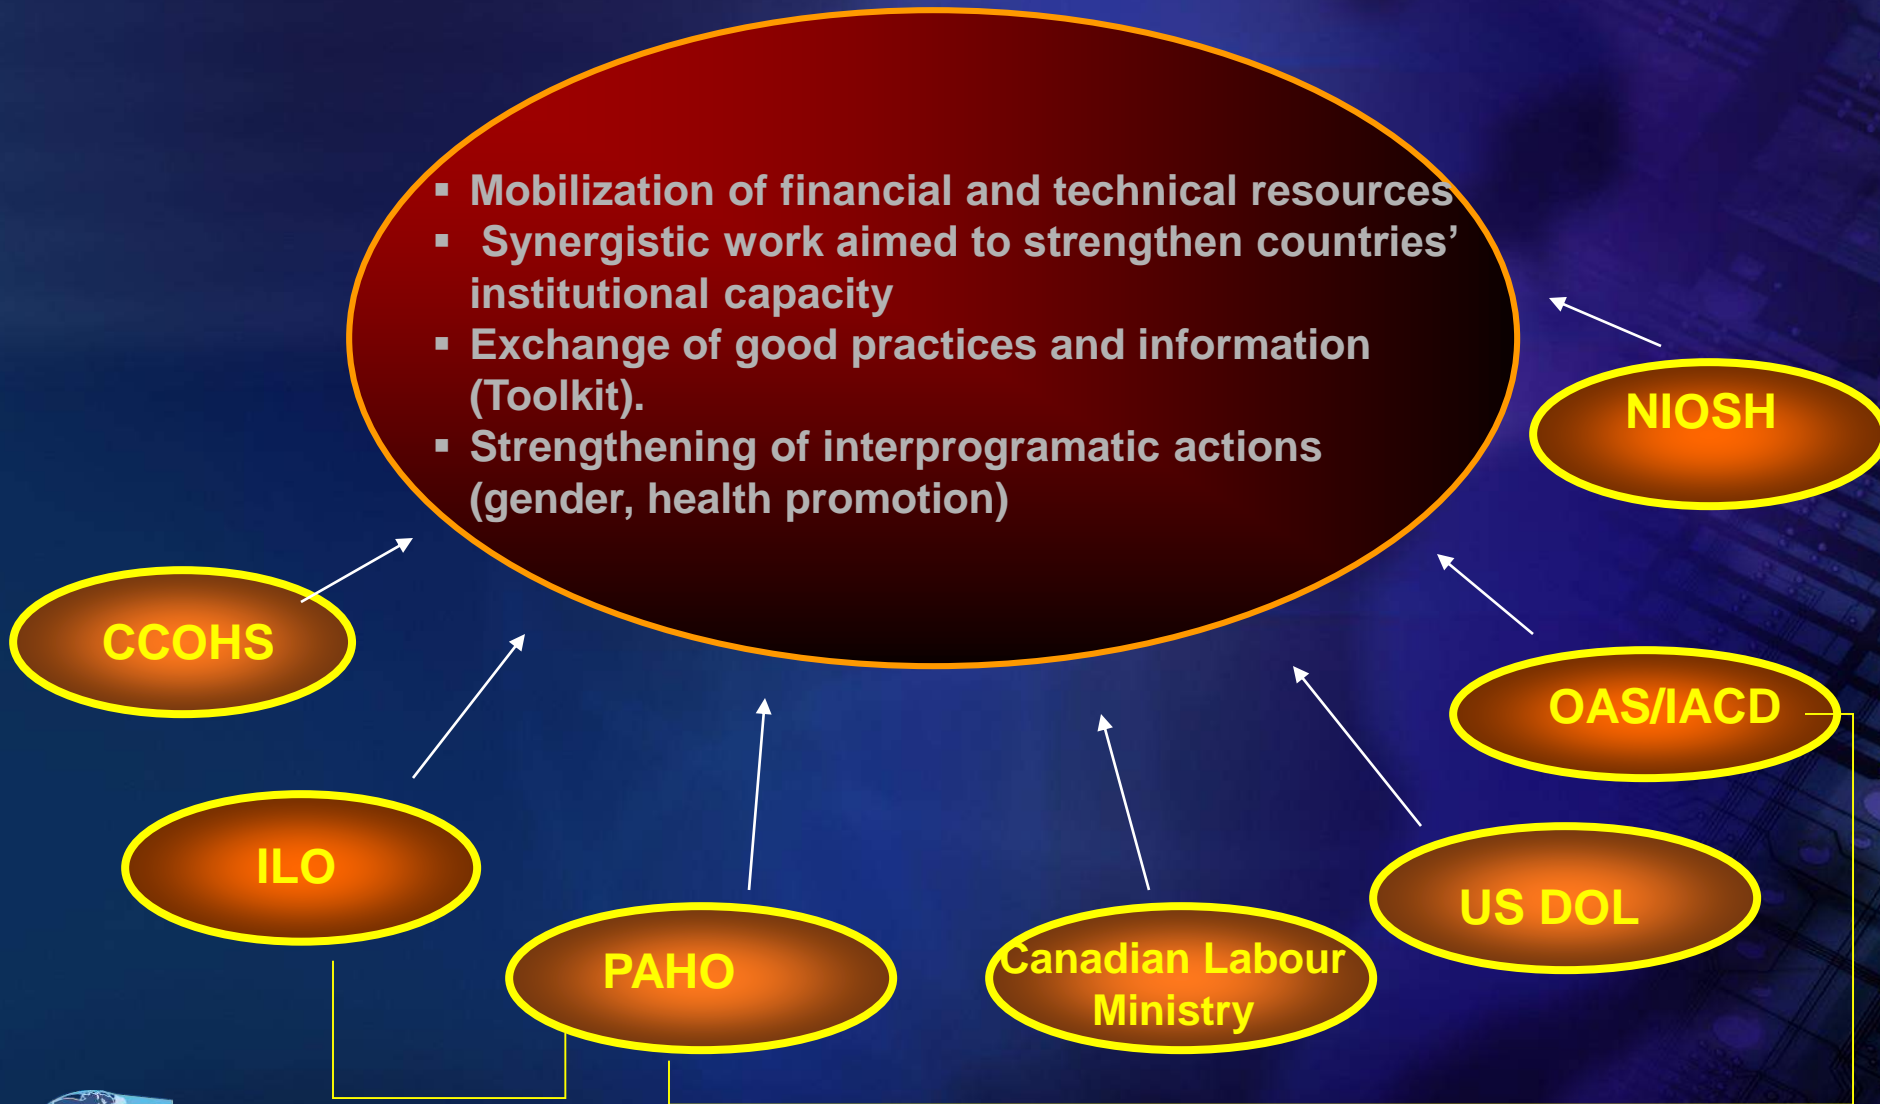 ▪ Mobilization of financial and technical resources
▪ Synergistic work aimed to strengthen countries’
institutional capacity
▪ Exchange of good practices and information
(Toolkit).
▪ Strengthening of interprogramatic actions
(gender, health promotion)
NIOSH
CCOHS
OAS/IACD
ILO
US DOL
PAHO
Canadian Labour
Ministry